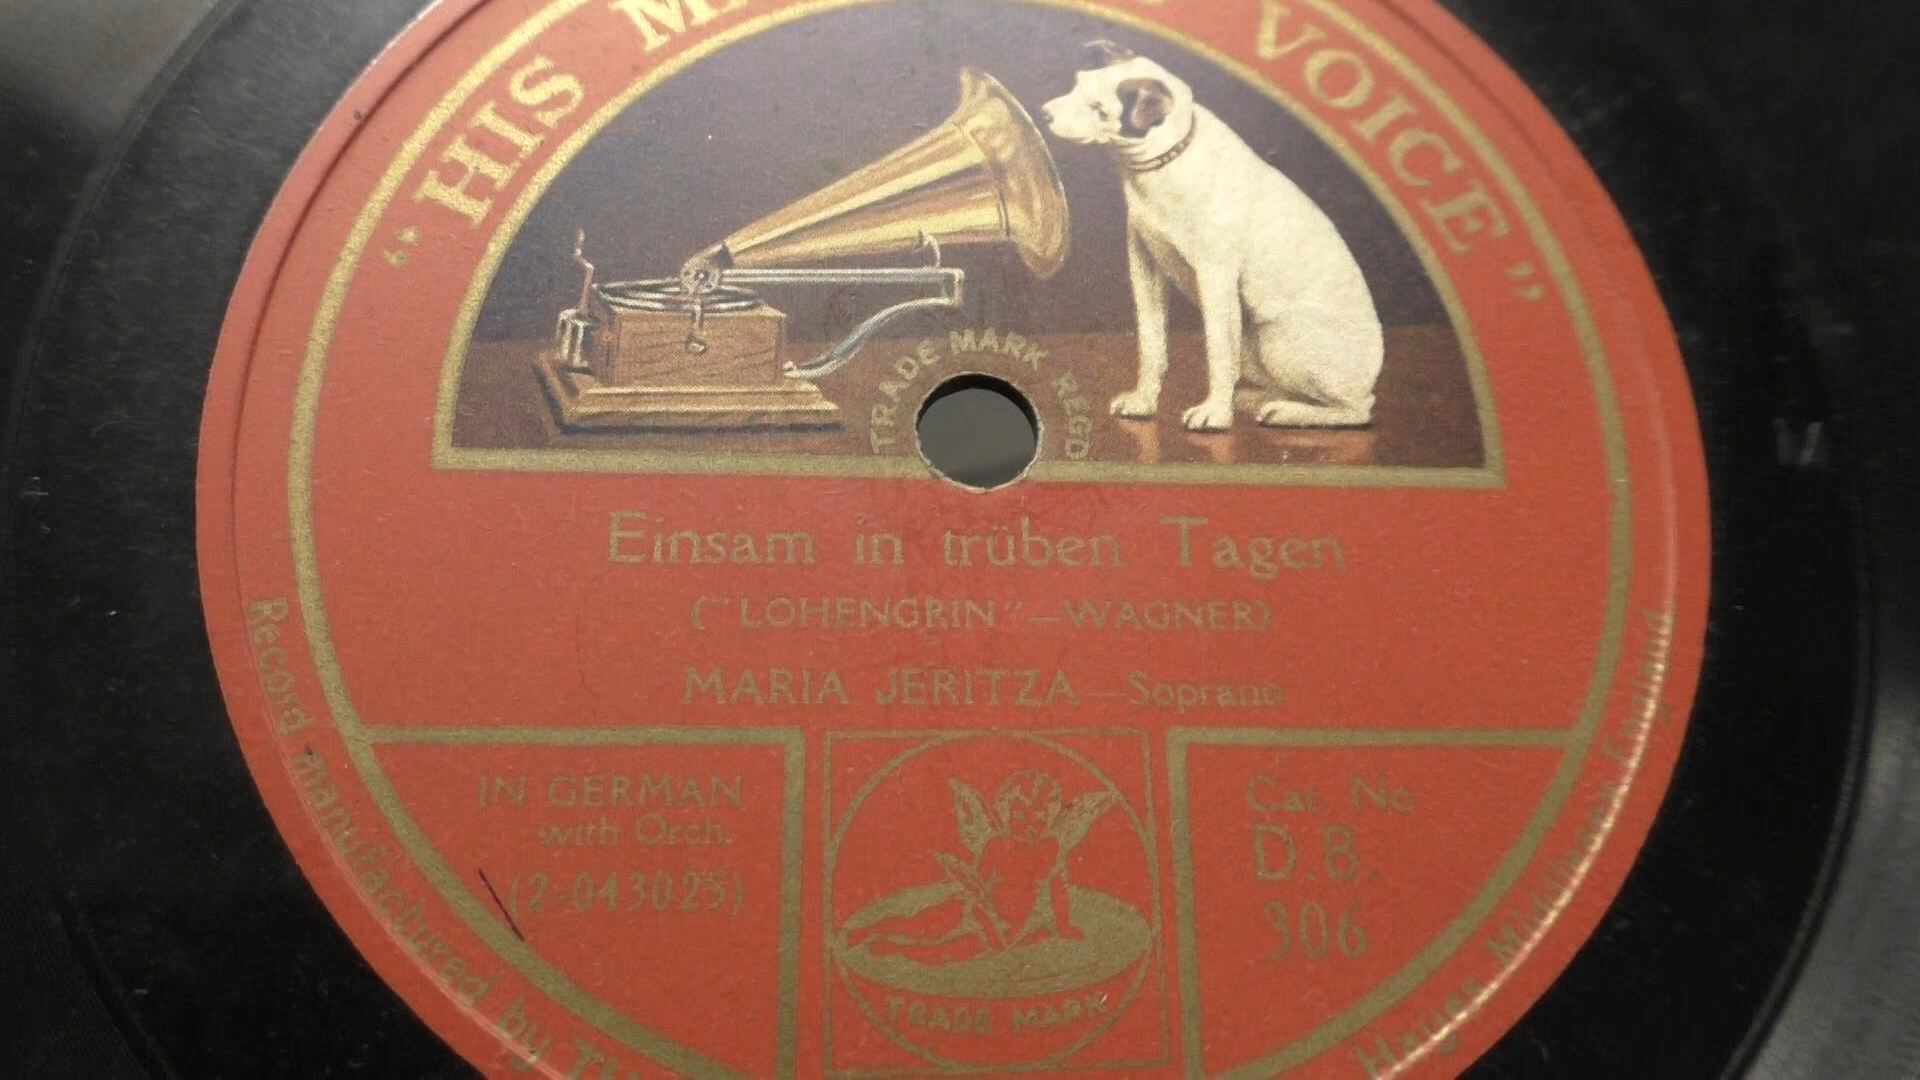 "HIS M VOICE"
TRADE MARK REGD
Einsam in trüben Tagen
("LOHENGRIN"—WAGNER)
MARIA JERITZA—Soprano
IN GERMAN
with Orch.
(2-043025)
TRADE MARK
Cat. No
D.B.
306
Record manufactured by
Hayes, Middlesex, England